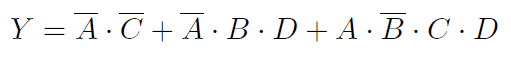 Y = A̅ · C̅ + A̅ · B · D + A · B̅ · C · D